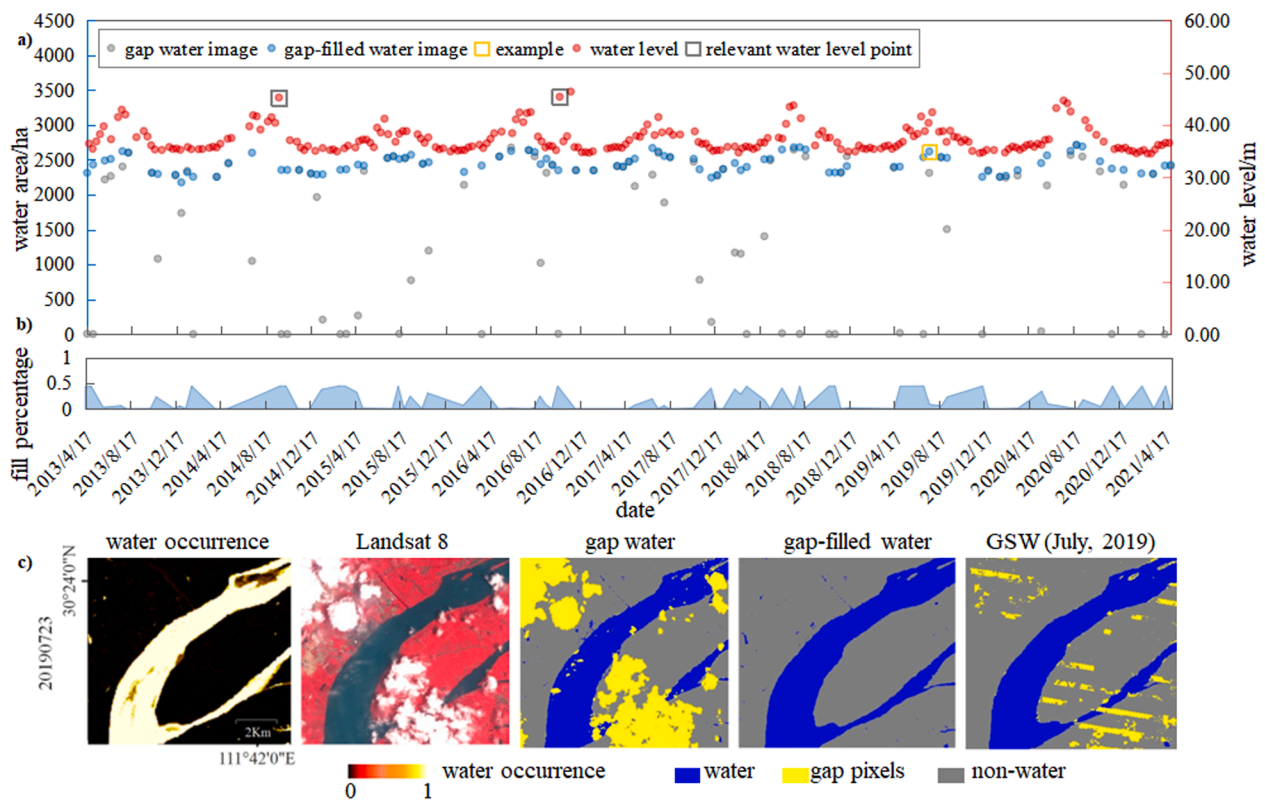 a)
4500
4000
3500
3000
2500
2000
1500
1000
500
0
water area/ha
gap water image
gap-filled water image
example
water level
relevant water level point
60.00
50.00
40.00
30.00
20.00
10.00
0.00
water level/m
b)
1
0.5
0
fill percentage
2013/4/17
2013/8/17
2013/12/17
2014/4/17
2014/8/17
2014/12/17
2015/4/17
2015/8/17
2015/12/17
2016/4/17
2016/8/17
2016/12/17
2017/4/17
2017/8/17
2017/12/17
2018/4/17
2018/8/17
2018/12/17
2019/4/17
2019/8/17
2019/12/17
2020/4/17
2020/8/17
2020/12/17
2021/4/17
date
c)
water occurrence
Landsat 8
gap water
gap-filled water
GSW (July, 2019)
30°24'0"N
20190723
2Km
111°42'0"E
water occurrence
0
1
water
gap pixels
non-water